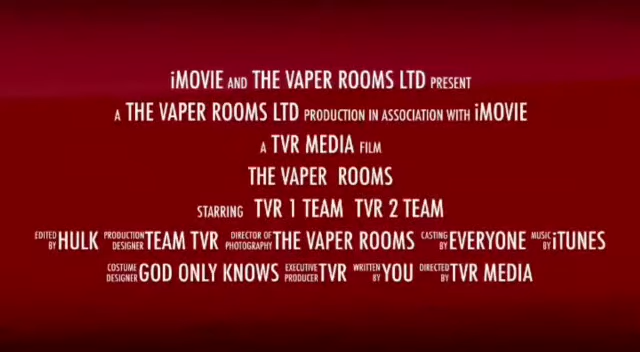 iMOVIE AND THE VAPER ROOMS LTD PRESENT
A THE VAPER ROOMS LTD PRODUCTION IN ASSOCIATION WITH iMOVIE
A TVR MEDIA FILM
THE VAPER ROOMS
STARRING TVR 1 TEAM TVR 2 TEAM
EDITED BY HULK PRODUCTION DESIGNER TEAM TVR DIRECTOR OF PHOTOGRAPHY THE VAPER ROOMS CASTING BY EVERYONE MUSIC BY iTUNES
COSTUME DESIGNER GOD ONLY KNOWS EXECUTIVE PRODUCER TVR WRITTEN BY YOU DIRECTED BY TVR MEDIA